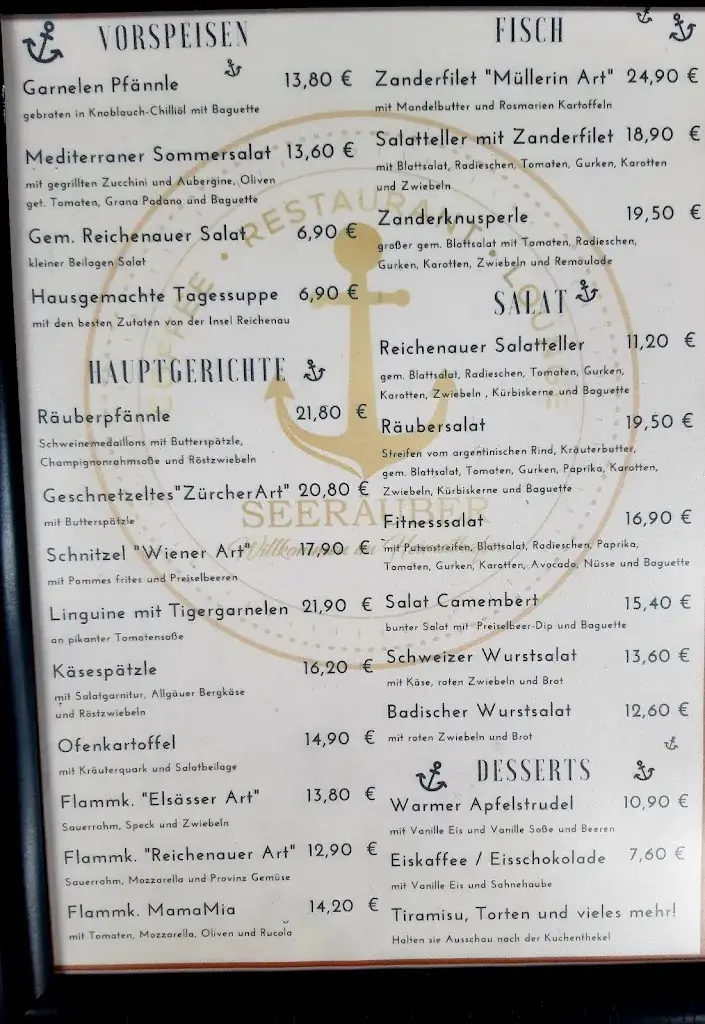 VORSPEISEN
Garnelen Pfännle 13,80 €
gebraten in Knoblauch-Chilliöl mit Baguette
Mediterraner Sommersalat 13,60 €
mit gegrillten Zucchini und Aubergine, Oliven
get. Tomaten, Grana Padano und Baguette
Gem. Reichenauer Salat 6,90 €
kleiner Beilagen Salat
Hausgemachte Tagessuppe 6,90 €
mit den besten Zutaten von der Insel Reichenau
HAUPTGERICHTE
Räuberpfännle 21,80 €
Schweinemedaillons mit Butterspätzle,
Champignonrahmsoße und Röstzwiebeln
Geschnetzeltes"ZürcherArt" 20,80 €
mit Butterspätzle
Schnitzel "Wiener Art" 17,90 €
mit Pommes frites und Preiselbeeren
Linguine mit Tigergarnelen 21,90 €
an pikanter Tomatensoße
Käsespätzle 16,20 €
mit Salatgarnitur, Allgäuer Bergkäse
und Röstzwiebeln
Ofenkartoffel 14,90 €
mit Kräuterquark und Salatbeilage
Flammk. "Elsässer Art" 13,80 €
Sauerrahm, Speck und Zwiebeln
Flammk. "Reichenauer Art" 12,90 €
Sauerrahm, Mozzarella und Provinz Gemüse
Flammk. MamaMia 14,20 €
mit Tomaten, Mozzarella, Oliven und Rucola
FISCH
Zanderfilet "Müllerin Art" 24,90 €
mit Mandelbutter und Rosmarien Kartoffeln
Salatteller mit Zanderfilet 18,90 €
mit Blattsalat, Radieschen, Tomaten, Gurken, Karotten
und Zwiebeln
Zanderknusperle 19,50 €
großer gem. Blattsalat mit Tomaten, Radieschen,
Gurken, Karotten, Zwiebeln und Remoulade
SALAT
Reichenauer Salatteller 11,20 €
gem. Blattsalat, Radieschen, Tomaten, Gurken,
Karotten, Zwiebeln , Kürbiskerne und Baguette
Räubersalat 19,50 €
Streifen vom argentinischen Rind, Kräuterbutter,
gem. Blattsalat, Tomaten, Gurken, Paprika, Karotten,
Zwiebeln, Kürbiskerne und Baguette
Fitnesssalat 16,90 €
mit Putenstreifen, Blattsalat, Radieschen, Paprika,
Tomaten, Gurken, Karotten, Avocado, Nüsse und Baguette
Salat Camembert 15,40 €
bunter Salat mit Preiselbeer-Dip und Baguette
Schweizer Wurstsalat 13,60 €
mit Käse, roten Zwiebeln und Brot
Badischer Wurstsalat 12,60 €
mit roten Zwiebeln und Brot
DESSERTS
Warmer Apfelstrudel 10,90 €
mit Vanille Eis und Vanille Soße und Beeren
Eiskaffee / Eisschokolade 7,60 €
mit Vanille Eis und Sahnehaube
Tiramisu, Torten und vieles mehr!
Halten sie Ausschau nach der Kuchentheke!
RESTAURANT
SEERÄUBER